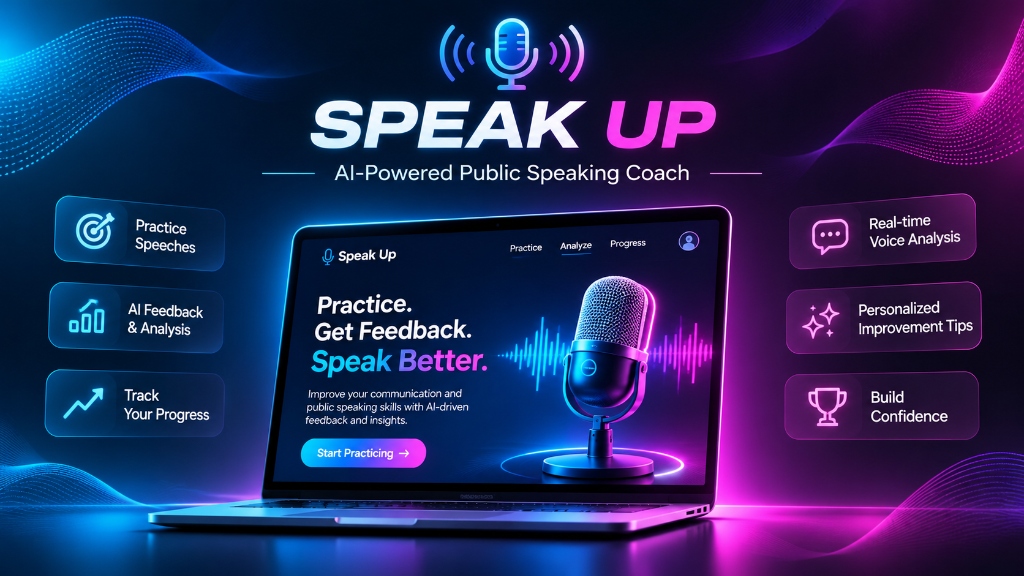 SPEAK UP
AI-Powered Public Speaking Coach
Practice
Speeches
AI Feedback
& Analysis
Track
Your Progress
Speak Up
Practice
Analyze
Progress
Practice.
Get Feedback.
Speak Better.
Improve your communication and
public speaking skills with AI-driven
feedback and insights.
Start Practicing →
Real-time
Voice Analysis
Personalized
Improvement Tips
Build
Confidence